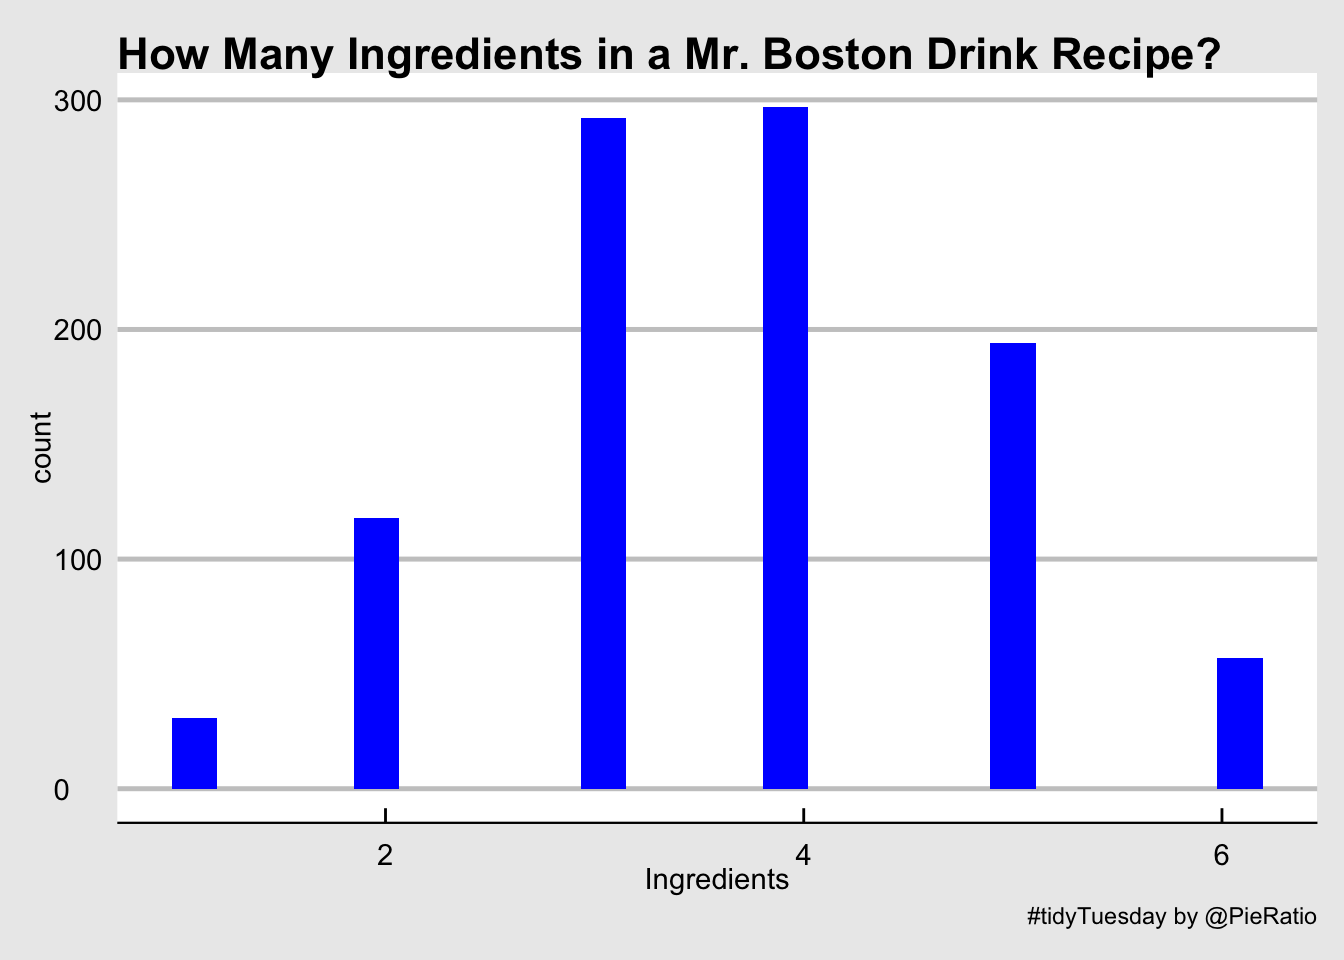 How Many Ingredients in a Mr. Boston Drink Recipe?
300
200
100
0
count
2 4 6
Ingredients
#tidyTuesday by @PieRatio